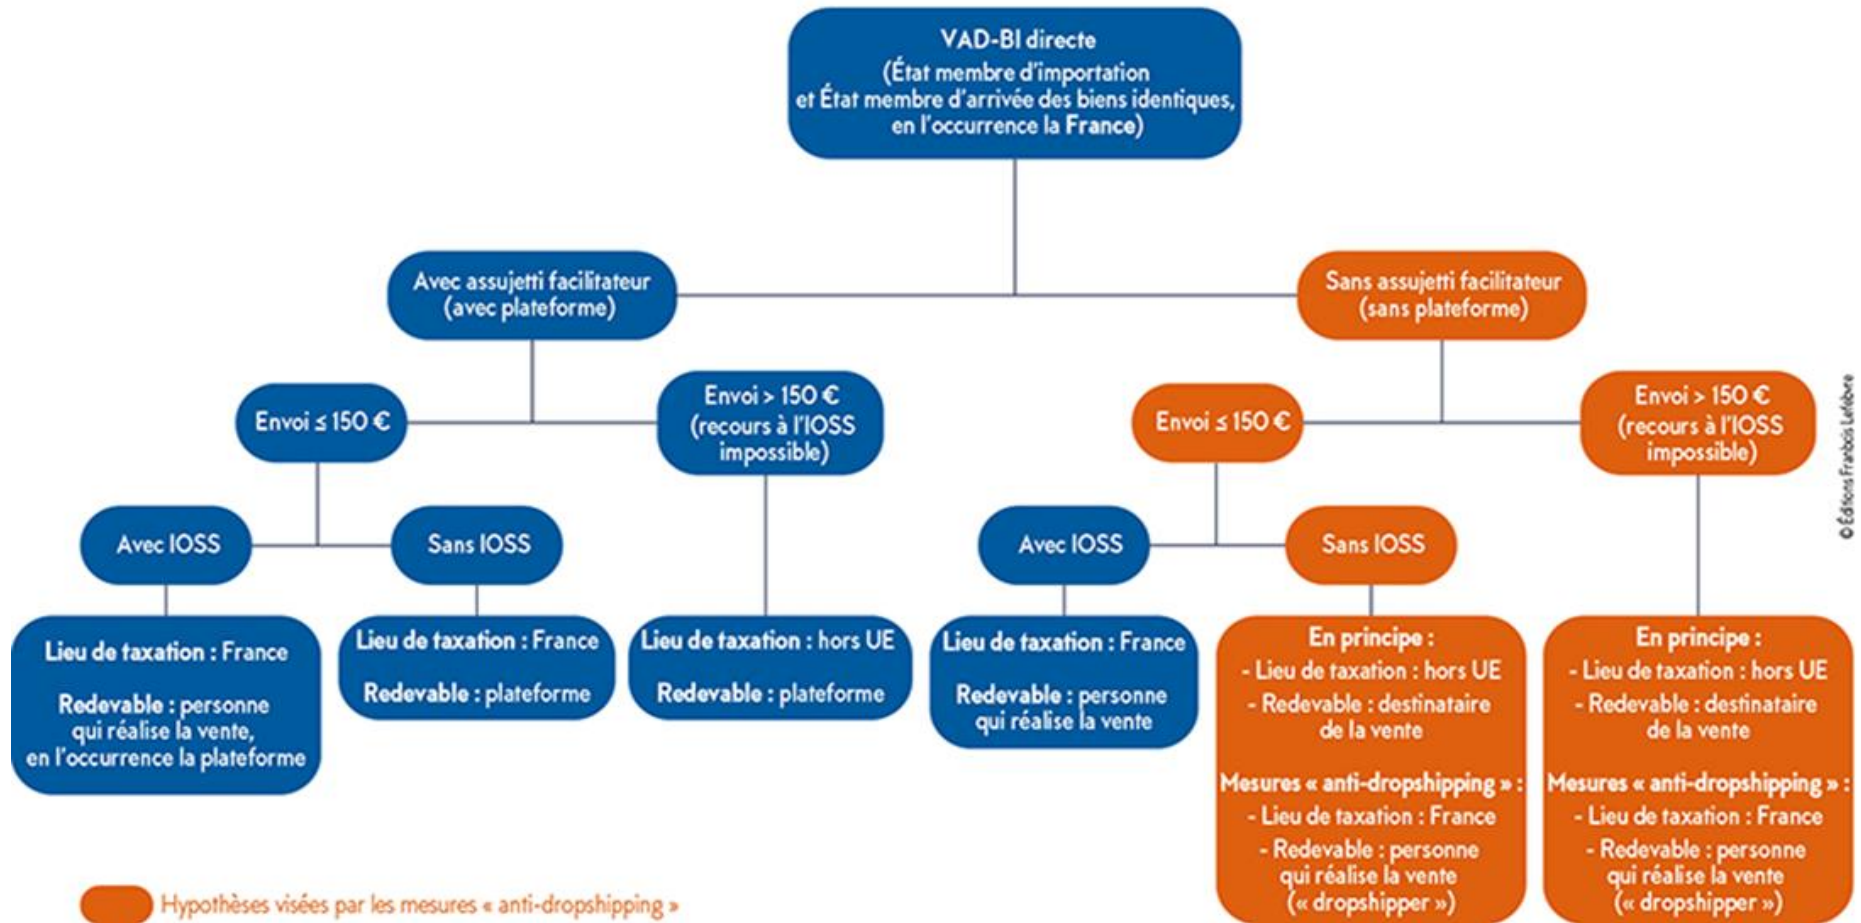 VAD-BI directe
(État membre d'importation
et État membre d'arrivée des biens identiques,
en l'occurrence la France)
Avec assujetti facilitateur
(avec plateforme)
Sans assujetti facilitateur
(sans plateforme)
Envoi ≤ 150 €
Envoi > 150 €
(recours à l'IOSS
impossible)
Envoi ≤ 150 €
Envoi > 150 €
(recours à l'IOSS
impossible)
Avec IOSS
Sans IOSS
Avec IOSS
Sans IOSS
Lieu de taxation : France
Redevable : personne
qui réalise la vente,
en l'occurrence la plateforme
Lieu de taxation : France
Redevable : plateforme
Lieu de taxation : hors UE
Redevable : plateforme
Lieu de taxation : France
Redevable : personne
qui réalise la vente
En principe :
- Lieu de taxation : hors UE
- Redevable : destinataire
de la vente
Mesures « anti-dropshipping » :
- Lieu de taxation : France
- Redevable : personne
qui réalise la vente
(« dropshipper »)
En principe :
- Lieu de taxation : hors UE
- Redevable : destinataire
de la vente
Mesures « anti-dropshipping » :
- Lieu de taxation : France
- Redevable : personne
qui réalise la vente
(« dropshipper »)
Hypothèses visées par les mesures « anti-dropshipping »
© Éditions Francis Lefebvre